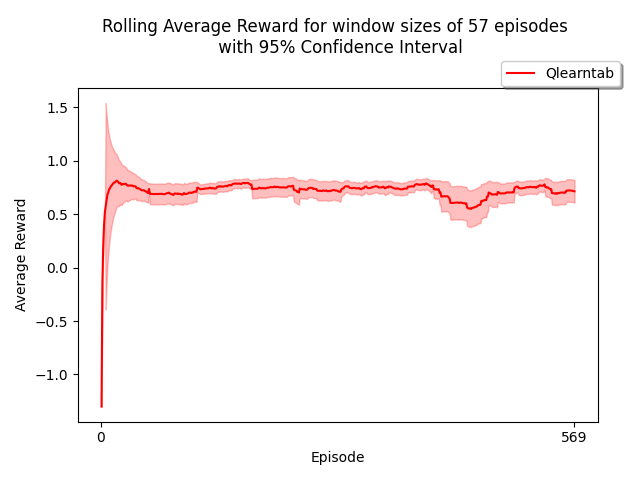 Rolling Average Reward for window sizes of 57 episodes
with 95% Confidence Interval
Qlearntab
1.5
1.0
0.5
0.0
−0.5
−1.0
Average Reward
0
569
Episode